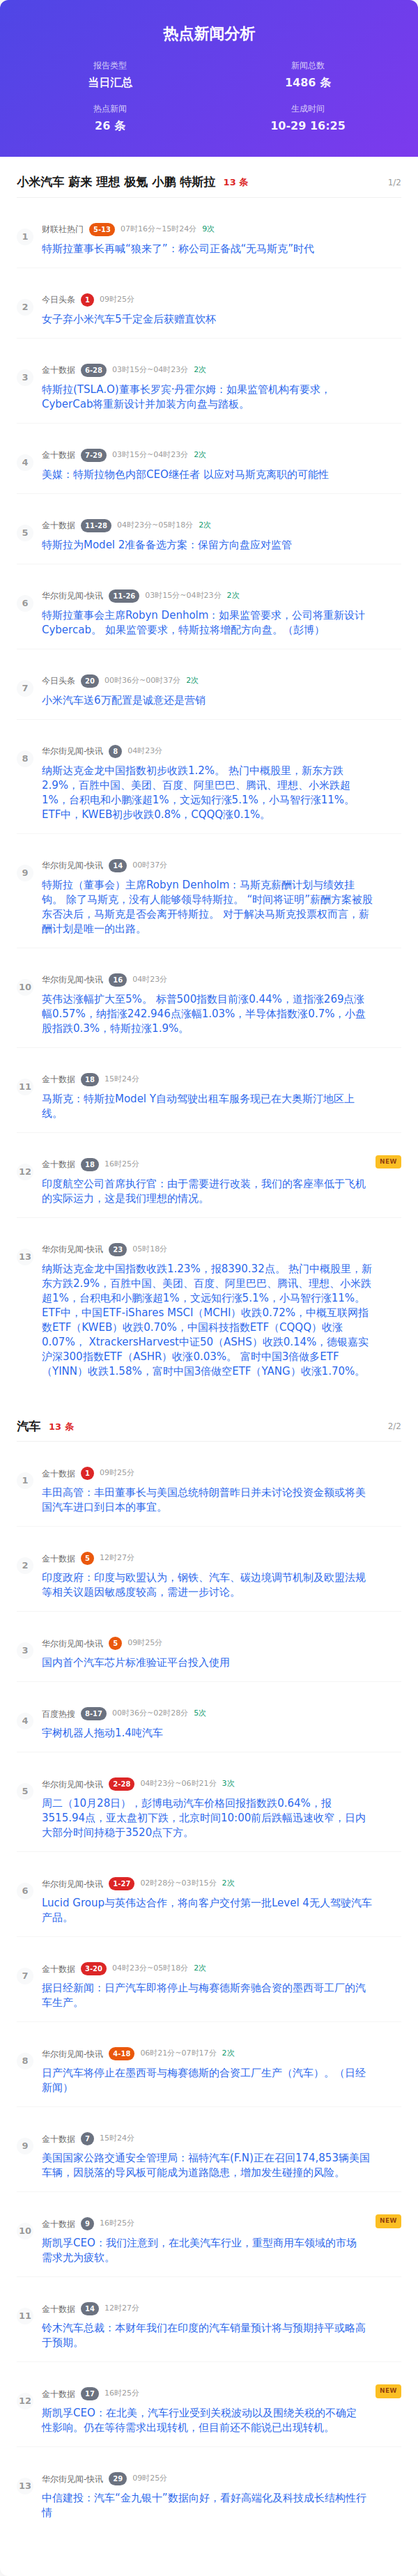 热点新闻分析
报告类型
新闻总数
当日汇总
1486 条
热点新闻
生成时间
26 条
10-29 16:25
小米汽车 蔚来 理想 极氪 小鹏 特斯拉 13 条 1/2
1
财联社热门 5-13 07时16分~15时24分 9次
特斯拉董事长再喊“狼来了”：称公司正备战“无马斯克”时代
2
今日头条 1 09时25分
女子弃小米汽车5千定金后获赠直饮杯
3
金十数据 6-28 03时15分~04时23分 2次
特斯拉(TSLA.O)董事长罗宾·丹霍尔姆：如果监管机构有要求，
CyberCab将重新设计并加装方向盘与踏板。
4
金十数据 7-29 03时15分~04时23分 2次
美媒：特斯拉物色内部CEO继任者 以应对马斯克离职的可能性
5
金十数据 11-28 04时23分~05时18分 2次
特斯拉为Model 2准备备选方案：保留方向盘应对监管
6
华尔街见闻-快讯 11-26 03时15分~04时23分 2次
特斯拉董事会主席Robyn Denholm：如果监管要求，公司将重新设计
Cybercab。 如果监管要求，特斯拉将增配方向盘。（彭博）
7
今日头条 20 00时36分~00时37分 2次
小米汽车送6万配置是诚意还是营销
8
华尔街见闻-快讯 8 04时23分
纳斯达克金龙中国指数初步收跌1.2%。 热门中概股里，新东方跌
2.9%，百胜中国、美团、百度、阿里巴巴、腾讯、理想、小米跌超
1%，台积电和小鹏涨超1%，文远知行涨5.1%，小马智行涨11%。
ETF中，KWEB初步收跌0.8%，CQQQ涨0.1%。
9
华尔街见闻-快讯 14 00时37分
特斯拉（董事会）主席Robyn Denholm：马斯克薪酬计划与绩效挂
钩。 除了马斯克，没有人能够领导特斯拉。 “时间将证明”薪酬方案被股
东否决后，马斯克是否会离开特斯拉。 对于解决马斯克投票权而言，薪
酬计划是唯一的出路。
10
华尔街见闻-快讯 16 04时23分
英伟达涨幅扩大至5%。 标普500指数目前涨0.44%，道指涨269点涨
幅0.57%，纳指涨242.946点涨幅1.03%，半导体指数涨0.7%，小盘
股指跌0.3%，特斯拉涨1.9%。
11
金十数据 18 15时24分
马斯克：特斯拉Model Y自动驾驶出租车服务现已在大奥斯汀地区上
线。
12
金十数据 18 16时25分 NEW
印度航空公司首席执行官：由于需要进行改装，我们的客座率低于飞机
的实际运力，这是我们理想的情况。
13
华尔街见闻-快讯 23 05时18分
纳斯达克金龙中国指数收跌1.23%，报8390.32点。 热门中概股里，新
东方跌2.9%，百胜中国、美团、百度、阿里巴巴、腾讯、理想、小米跌
超1%，台积电和小鹏涨超1%，文远知行涨5.1%，小马智行涨11%。
ETF中，中国ETF-iShares MSCI（MCHI）收跌0.72%，中概互联网指
数ETF（KWEB）收跌0.70%，中国科技指数ETF（CQQQ）收涨
0.07%， XtrackersHarvest中证50（ASHS）收跌0.14%，德银嘉实
沪深300指数ETF（ASHR）收涨0.03%。 富时中国3倍做多ETF
（YINN）收跌1.58%，富时中国3倍做空ETF（YANG）收涨1.70%。
汽车 13 条 2/2
1
金十数据 1 09时25分
丰田高管：丰田董事长与美国总统特朗普昨日并未讨论投资金额或将美
国汽车进口到日本的事宜。
2
金十数据 5 12时27分
印度政府：印度与欧盟认为，钢铁、汽车、碳边境调节机制及欧盟法规
等相关议题因敏感度较高，需进一步讨论。
3
华尔街见闻-快讯 5 09时25分
国内首个汽车芯片标准验证平台投入使用
4
百度热搜 8-17 00时36分~02时28分 5次
宇树机器人拖动1.4吨汽车
5
华尔街见闻-快讯 2-28 04时23分~06时21分 3次
周二（10月28日），彭博电动汽车价格回报指数跌0.64%，报
3515.94点，亚太盘初下跌，北京时间10:00前后跌幅迅速收窄，日内
大部分时间持稳于3520点下方。
6
华尔街见闻-快讯 1-27 02时28分~03时15分 2次
Lucid Group与英伟达合作，将向客户交付第一批Level 4无人驾驶汽车
产品。
7
金十数据 3-20 04时23分~05时18分 2次
据日经新闻：日产汽车即将停止与梅赛德斯奔驰合资的墨西哥工厂的汽
车生产。
8
华尔街见闻-快讯 4-18 06时21分~07时17分 2次
日产汽车将停止在墨西哥与梅赛德斯的合资工厂生产（汽车）。（日经
新闻）
9
金十数据 7 15时24分
美国国家公路交通安全管理局：福特汽车(F.N)正在召回174,853辆美国
车辆，因脱落的导风板可能成为道路隐患，增加发生碰撞的风险。
10
金十数据 9 16时25分 NEW
斯凯孚CEO：我们注意到，在北美汽车行业，重型商用车领域的市场
需求尤为疲软。
11
金十数据 14 12时27分
铃木汽车总裁：本财年我们在印度的汽车销量预计将与预期持平或略高
于预期。
12
金十数据 17 16时25分 NEW
斯凯孚CEO：在北美，汽车行业受到关税波动以及围绕关税的不确定
性影响。仍在等待需求出现转机，但目前还不能说已出现转机。
13
华尔街见闻-快讯 29 09时25分
中信建投：汽车“金九银十”数据向好，看好高端化及科技成长结构性行
情